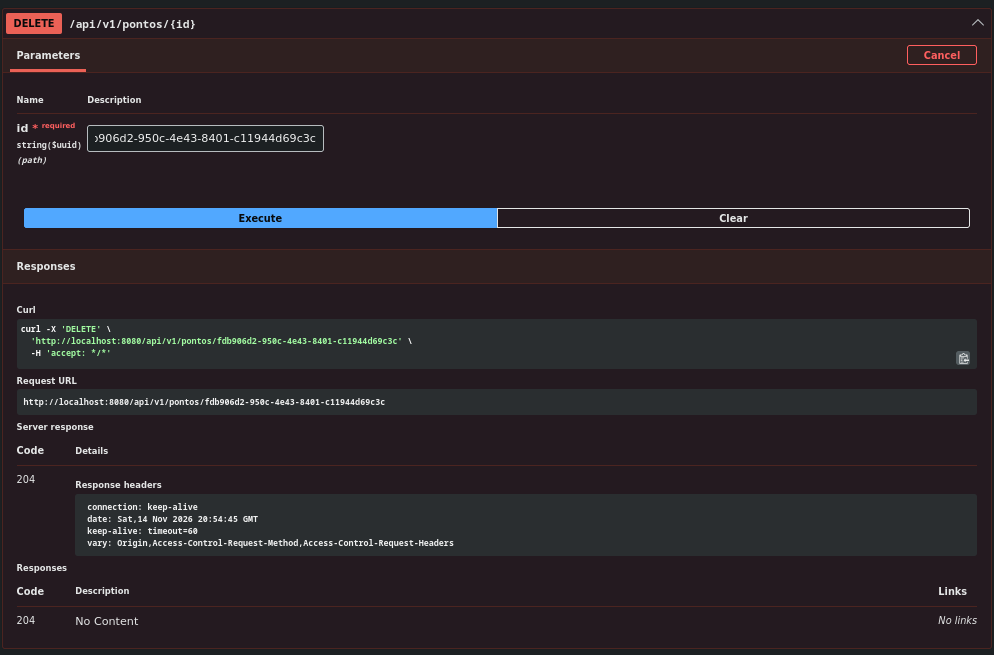 DELETE /api/v1/pontos/{id}
Parameters Cancel
Name Description
id * required
string($uuid)
(path)
906d2-950c-4e43-8401-c11944d69c3c
Execute Clear
Responses
Curl
curl -X 'DELETE' \
'http://localhost:8080/api/v1/pontos/fdb906d2-950c-4e43-8401-c11944d69c3c' \
-H 'accept: */*'
Request URL
http://localhost:8080/api/v1/pontos/fdb906d2-950c-4e43-8401-c11944d69c3c
Server response
Code Details
204
Response headers
connection: keep-alive
date: Sat,14 Nov 2026 20:54:45 GMT
keep-alive: timeout=60
vary: Origin,Access-Control-Request-Method,Access-Control-Request-Headers
Responses
Code Description Links
204 No Content No links